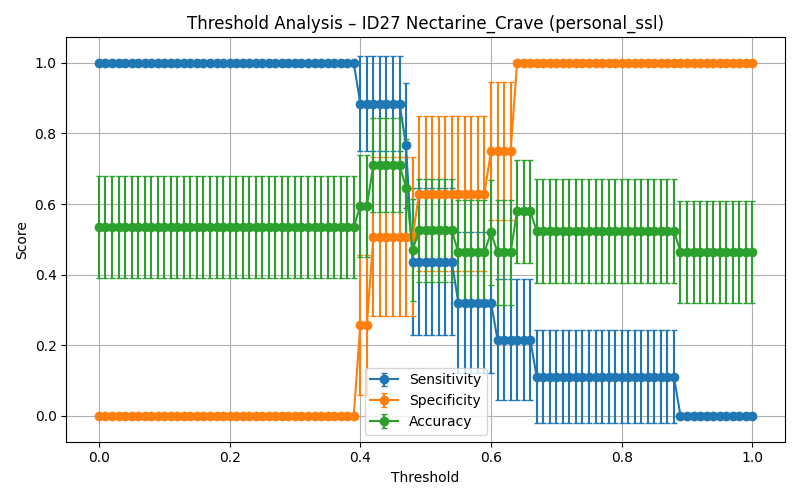 Threshold Analysis – ID27 Nectarine_Crave (personal_ssl)
Score
1.0
0.8
0.6
0.4
0.2
0.0
Sensitivity
Specificity
Accuracy
0.0 0.2 0.4 0.6 0.8 1.0
Threshold